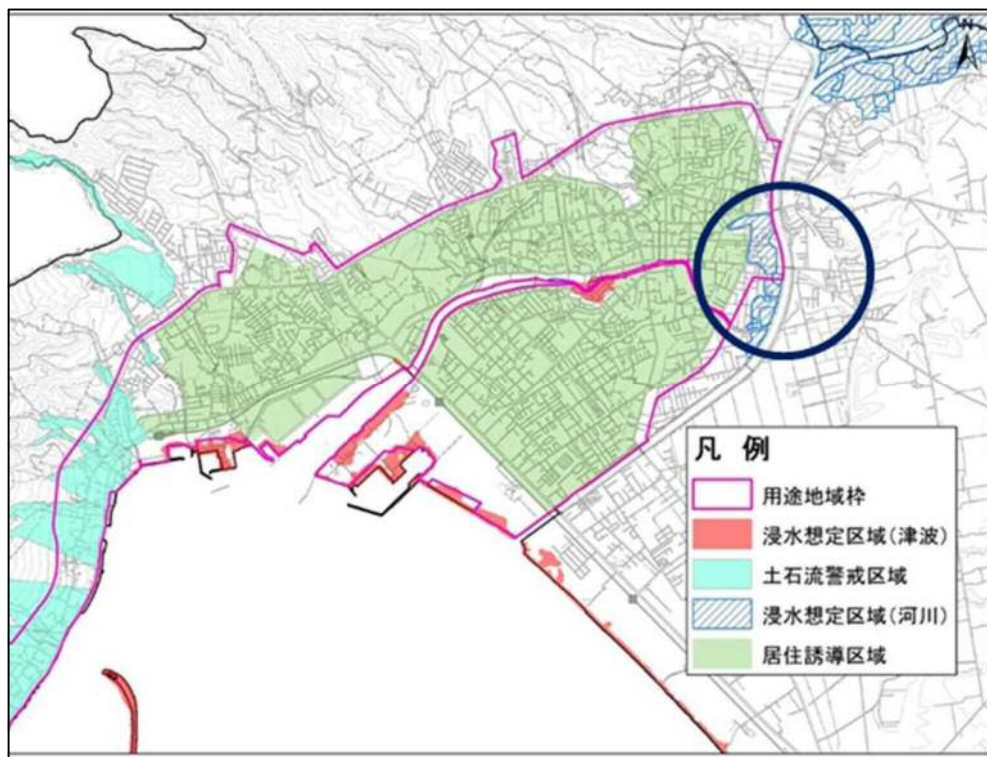 N
凡 例
用途地域枠
浸水想定区域(津波)
土石流警戒区域
浸水想定区域(河川)
居住誘導区域